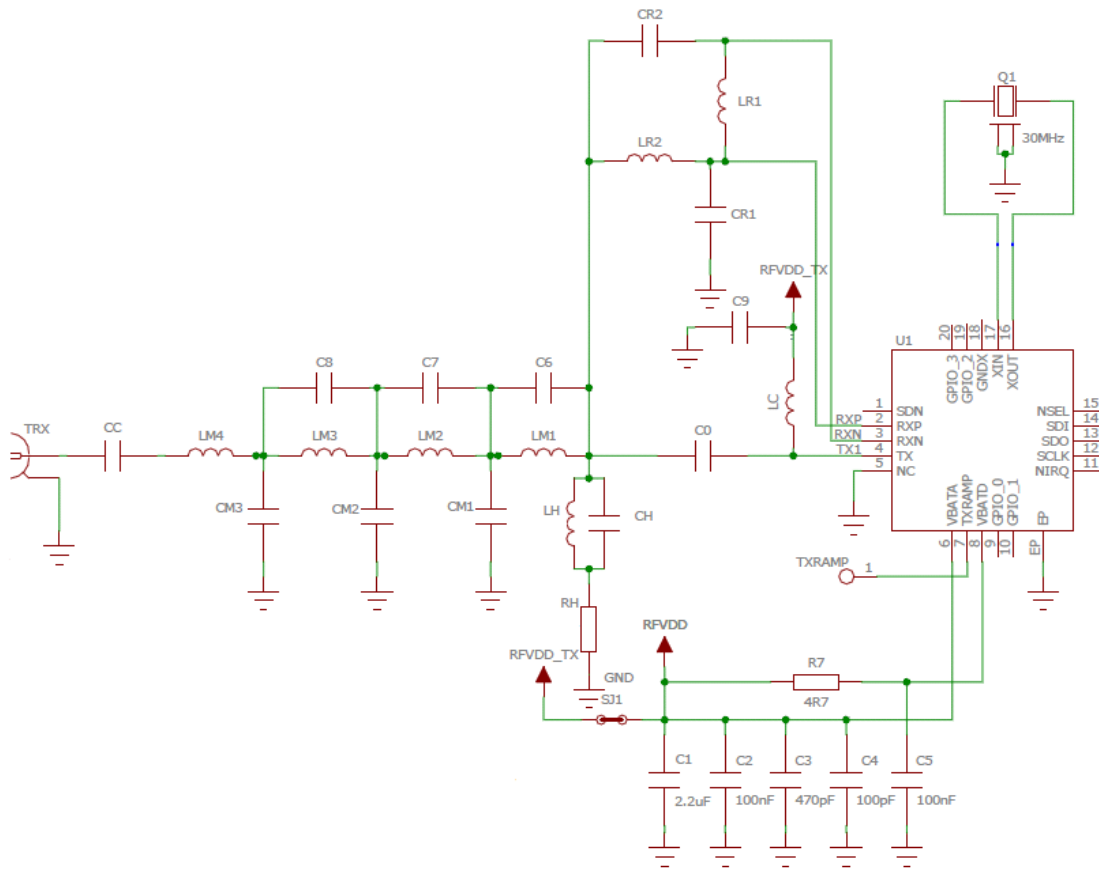 CR2
Q1
LR1
30MHz
LR2
CR1
RFVDD_TX
C9
U1
20
19
18
17
16
GPIO_3
GPIO_2
GNDX
XIN
XOUT
C8
C7
C6
LC
1
SDN
NSEL
15
RXP
2
RXP
SDI
14
RXN
3
RXN
SDO
13
TX1
4
TX
SCLK
12
5
NC
NIRQ
11
TRX
CC
LM4
LM3
LM2
LM1
C0
CM3
CM2
CM1
LH
CH
VBATA
TXRAMP
VBATD
GPIO_0
GPIO_1
EP
6
7
8
9
10
EP
TXRAMP
1
RH
RFVDD
RFVDD_TX
GND
SJ1
R7
4R7
C1
C2
C3
C4
C5
2.2uF
100nF
470pF
100pF
100nF